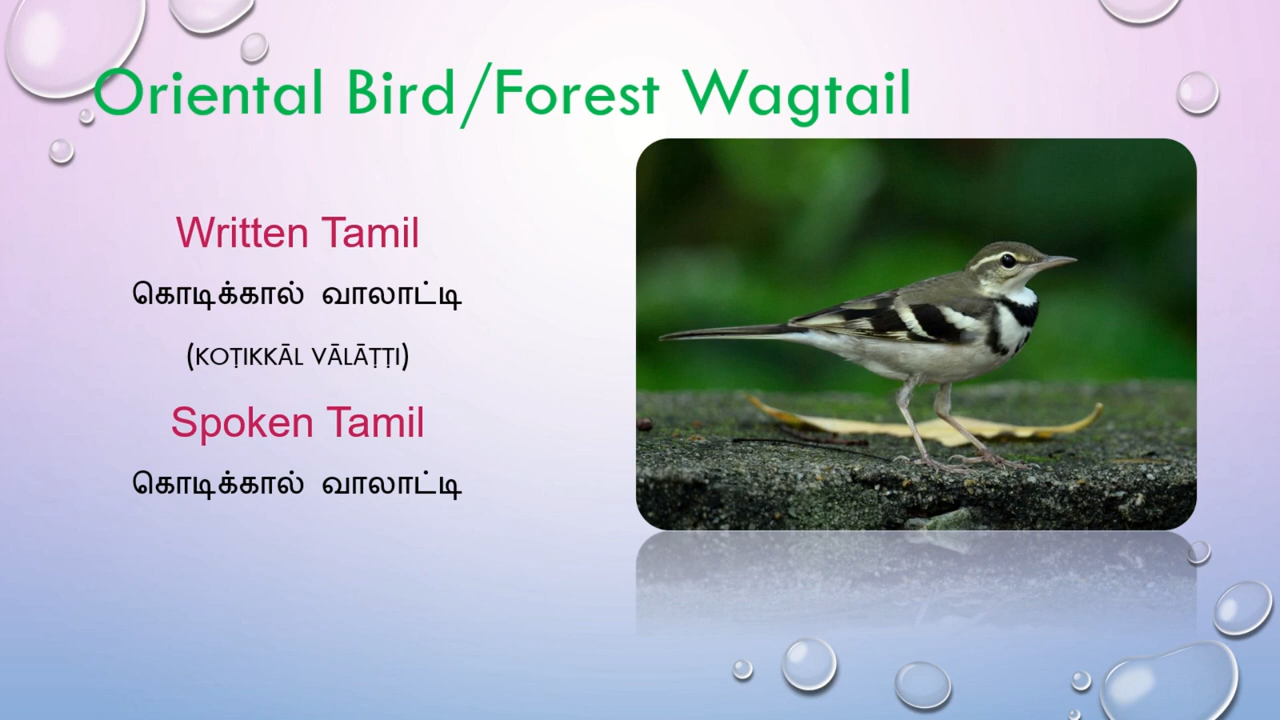 Oriental Bird/Forest Wagtail
Written Tamil
கொடிக்கால் வாலாட்டி
(KOṬIKKĀL VĀLĀṬṬI)
Spoken Tamil
கொடிக்கால் வாலாட்டி